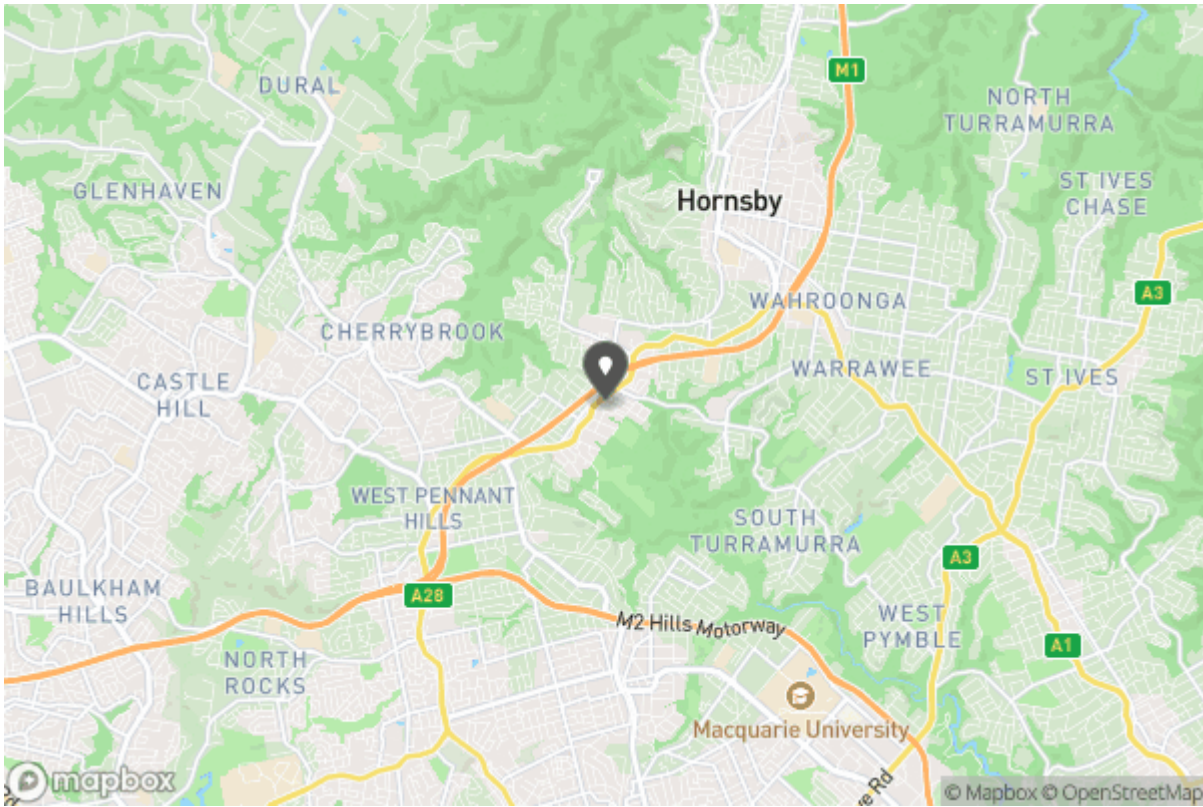 M1
DURAL
NORTH
TURRAMURRA
GLENHAVEN
Hornsby
ST IVES
CHASE
A3
WAHROONGA
CHERRYBROOK
WARRAWEE
ST IVES
CASTLE
HILL
WEST PENNANT
HILLS
SOUTH
TURRAMURRA
A3
BAULKHAM
HILLS
A28
M2 Hills Motorway
WEST
PYMBLE
A1
NORTH
ROCKS
Macquarie University
Rd
mapbox
© Mapbox © OpenStreetMap